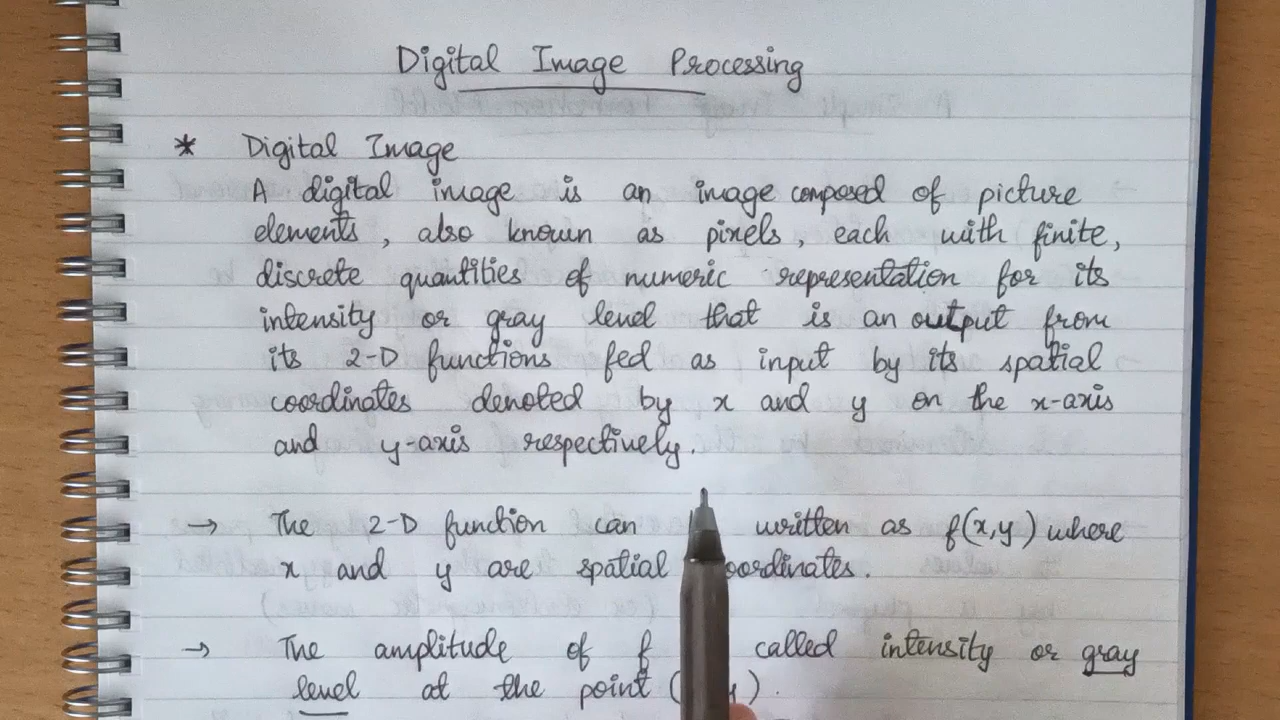 Digital Image Processing
* Digital Image
A digital image is an image composed of picture
elements, also known as pixels, each with finite,
discrete quantities of numeric representation for its
intensity or gray level that is an output from
its 2-D functions fed as input by its spatial
coordinates denoted by x and y on the x-axis
and y-axis respectively.
→ The 2-D function can written as f(x,y) where
x and y are spatial oordinates.
→ The amplitude of f called intensity or gray
level at the point ( ).